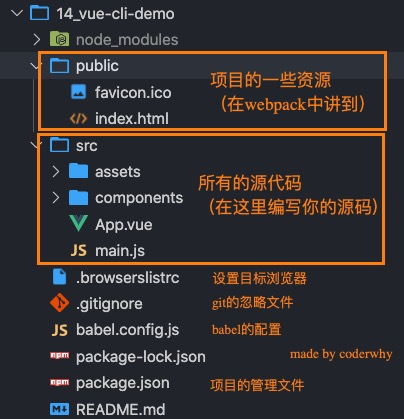 14_vue-cli-demo
node_modules
public
项目的一些资源
favicon.ico
（在webpack中讲到）
index.html
src
assets
所有的源代码
components
（在这里编写你的源码)
App.vue
JS main.js
.browserslistrc 设置目标浏览器
.gitignore git的忽略文件
JS babel.config.js babel的配置
npm package-lock.json made by coderwhy
npm package.json 项目的管理文件
README.md